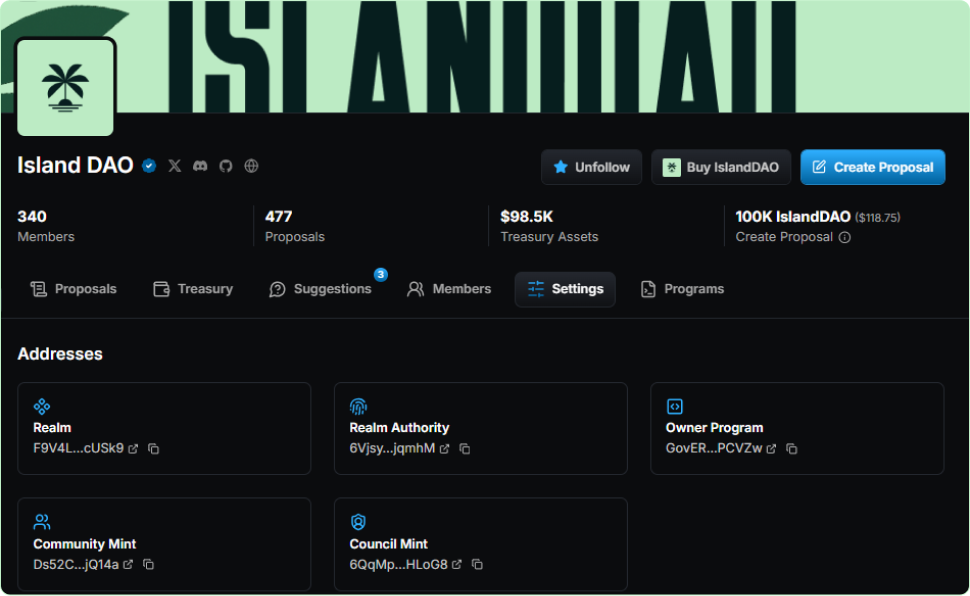 ISLANDDAO
Island DAO
Unfollow
Buy IslandDAO
Create Proposal
340
Members
477
Proposals
$98.5K
Treasury Assets
100K IslandDAO ($118.75)
Create Proposal
Proposals
Treasury
Suggestions 3
Members
Settings
Programs
Addresses
Realm
F9V4L...cUSk9
Realm Authority
6Vjsy...jqmhM
Owner Program
GovER...PCVZw
Community Mint
Ds52C...jQ14a
Council Mint
6QqMp...HLoG8